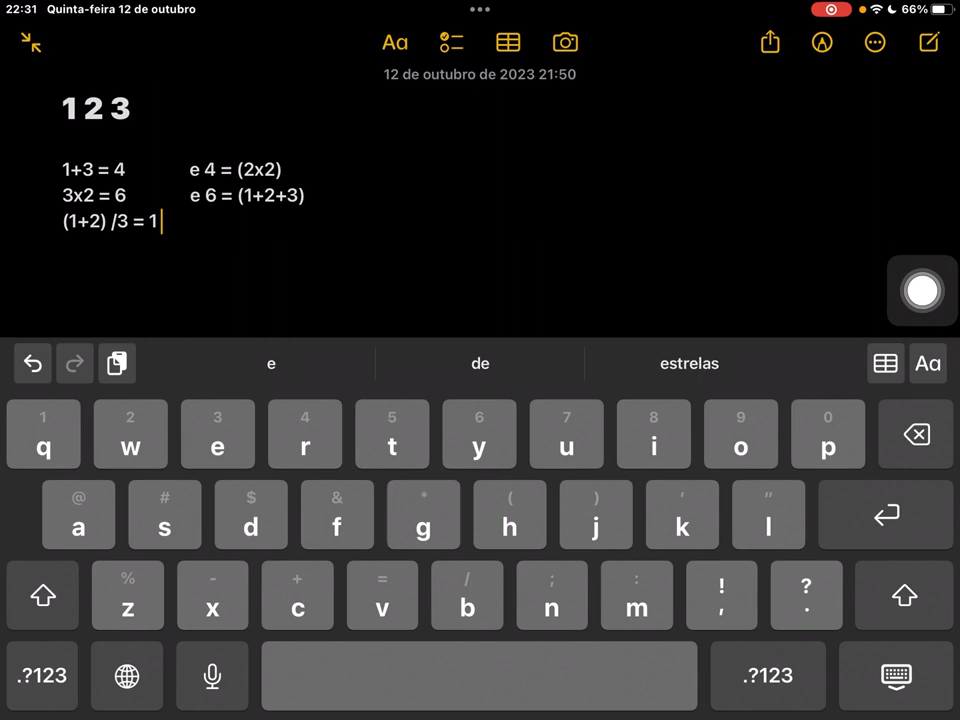 22:31 Quinta-feira 12 de outubro 66%
Aa
12 de outubro de 2023 21:50
1 2 3
1+3 = 4 e 4 = (2x2)
3x2 = 6 e 6 = (1+2+3)
(1+2) /3 = 1
e de estrelas Aa
1 2 3 4 5 6 7 8 9 0
q w e r t y u i o p
@ # $ & * ( ) ' "
a s d f g h j k l
% - + = / ; : ! ?
z x c v b n m , .
.?123 .?123